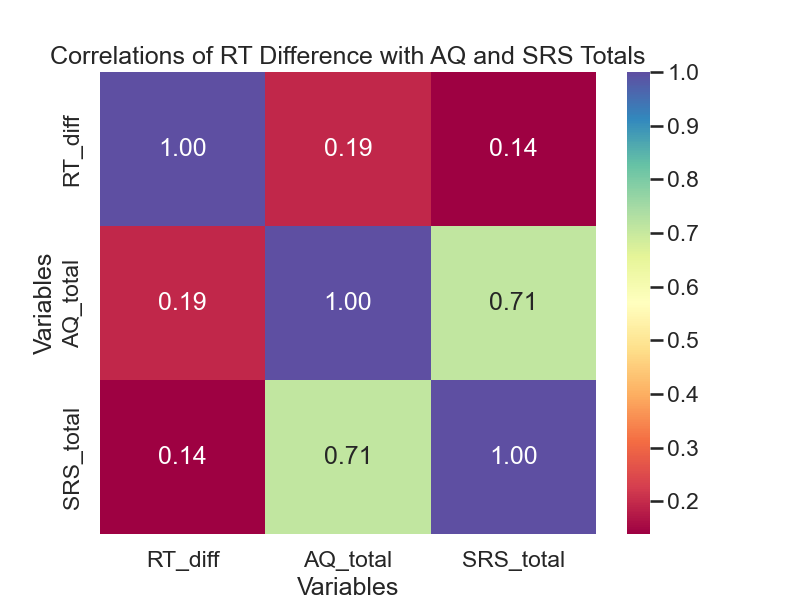 Correlations of RT Difference with AQ and SRS Totals
Variables
RT_diff
1.00 0.19 0.14
AQ_total
0.19 1.00 0.71
SRS_total
0.14 0.71 1.00
RT_diff AQ_total SRS_total
Variables
1.0
0.9
0.8
0.7
0.6
0.5
0.4
0.3
0.2